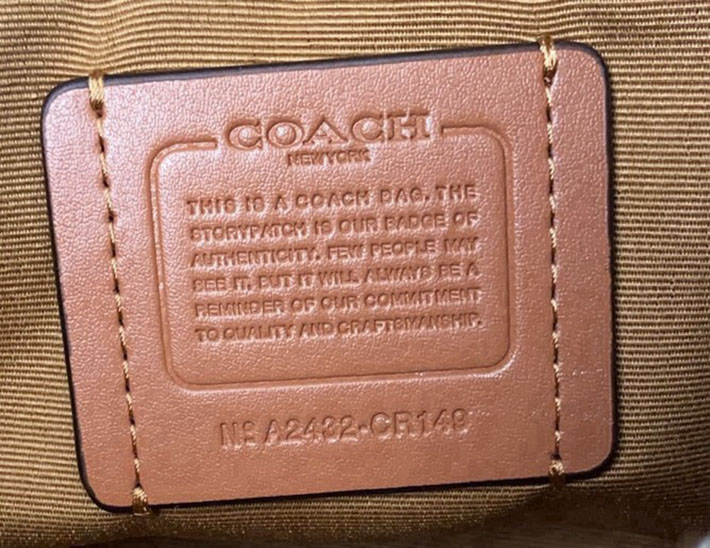 COACH
NEW YORK
THIS IS A COACH BAG. THE
STORYPATCH IS OUR BADGE OF
AUTHENTICITY. FEW PEOPLE MAY
SEE IT, BUT IT WILL ALWAYS BE A
REMINDER OF OUR COMMITMENT
TO QUALITY AND CRAFTSMANSHIP.
Nº A2432-CR149